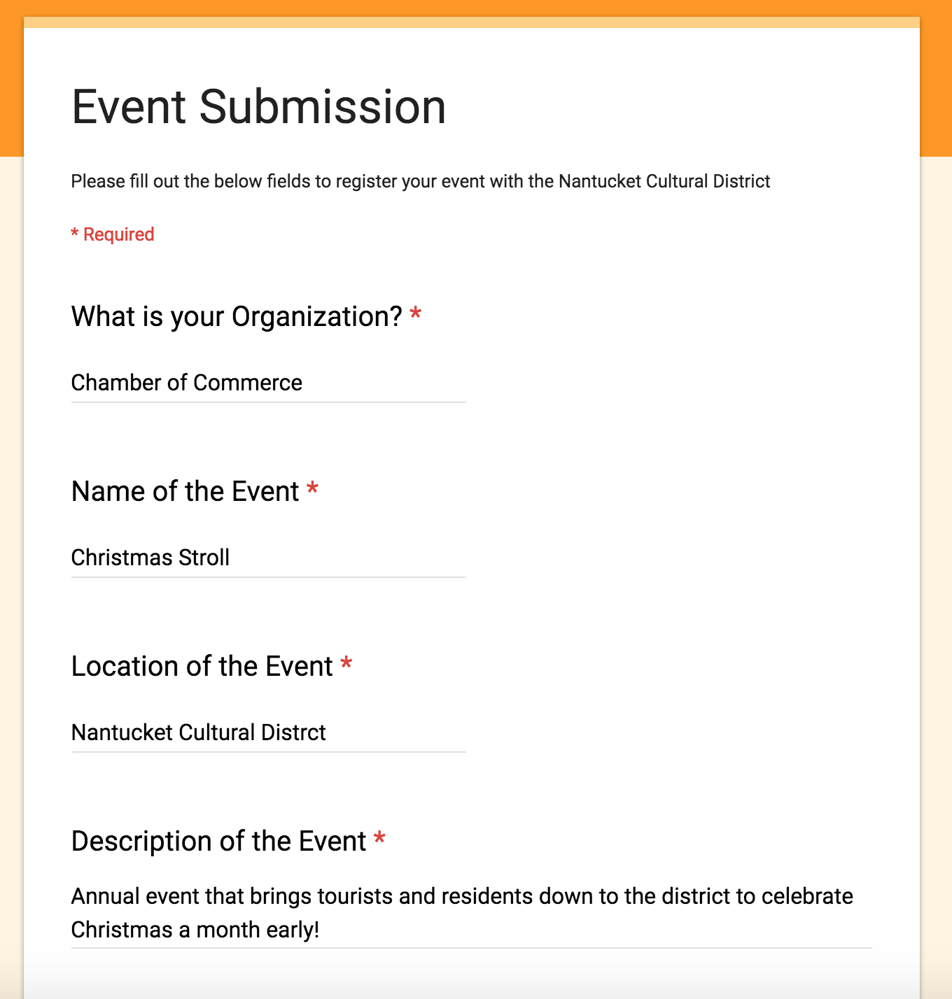 Event Submission
Please fill out the below fields to register your event with the Nantucket Cultural District
* Required
What is your Organization? *
Chamber of Commerce
Name of the Event *
Christmas Stroll
Location of the Event *
Nantucket Cultural Distrct
Description of the Event *
Annual event that brings tourists and residents down to the district to celebrate
Christmas a month early!